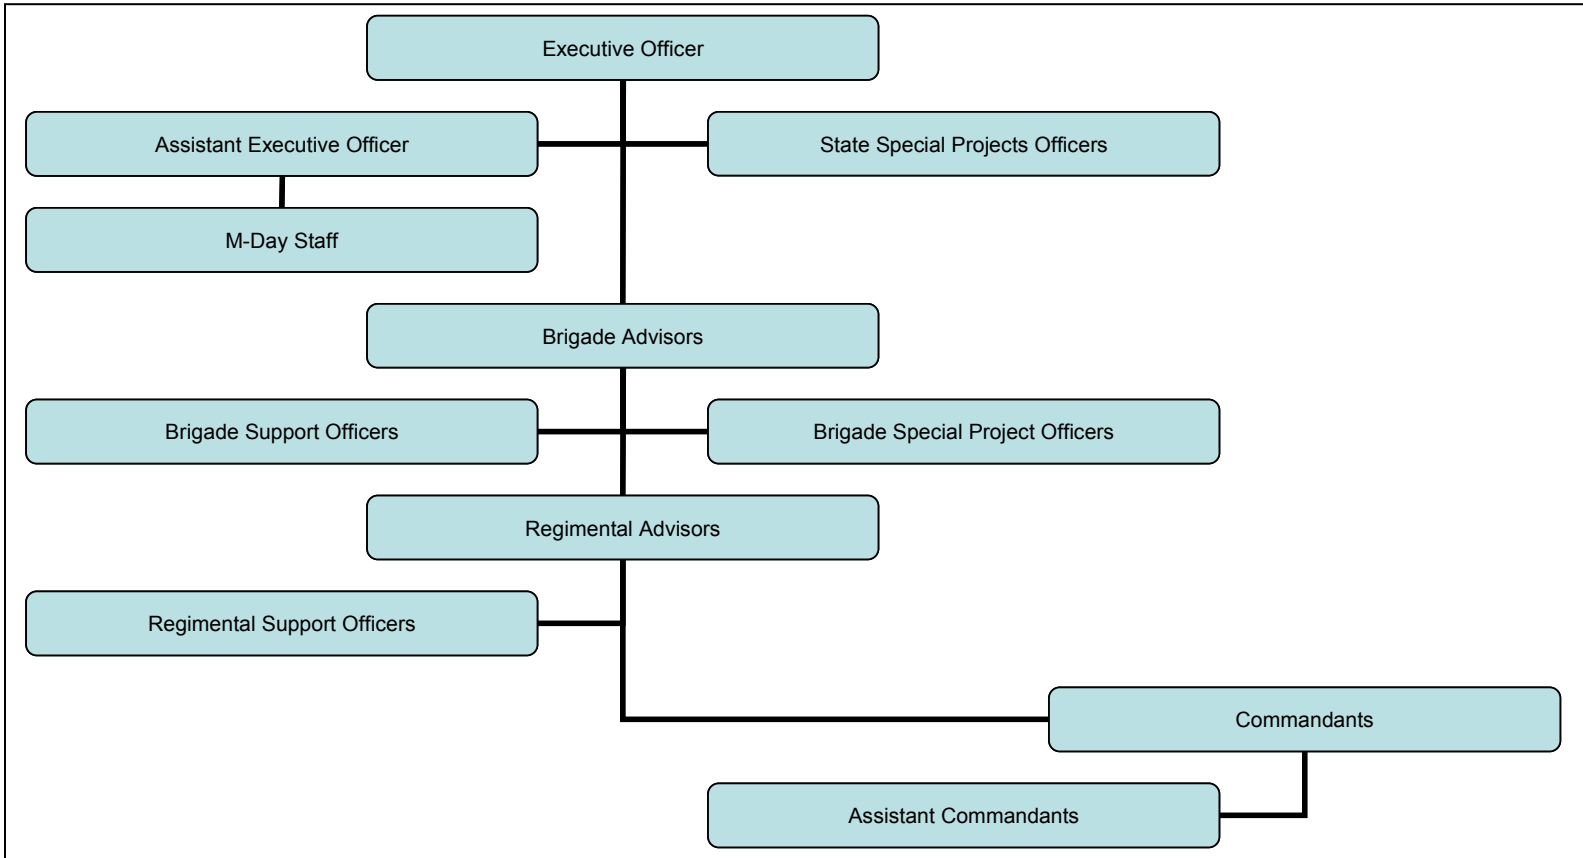 Executive Officer
Assistant Executive Officer
State Special Projects Officers
M-Day Staff
Brigade Advisors
Brigade Support Officers
Brigade Special Project Officers
Regimental Advisors
Regimental Support Officers
Commandants
Assistant Commandants